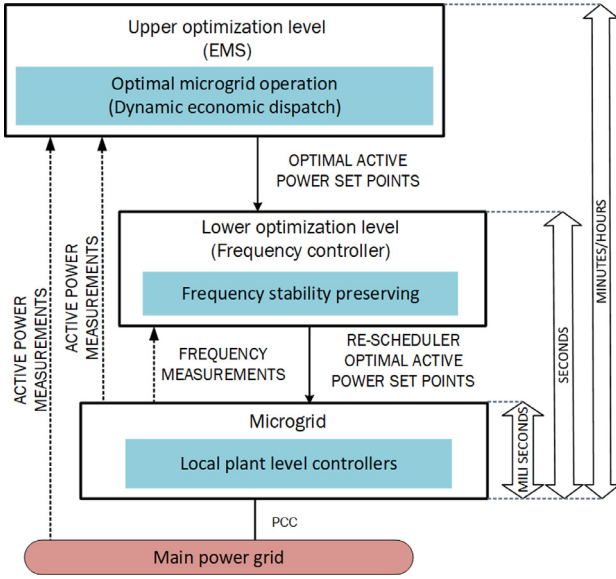 Upper optimization level
(EMS)
Optimal microgrid operation
(Dynamic economic dispatch)
OPTIMAL ACTIVE
POWER SET POINTS
Lower optimization level
(Frequency controller)
Frequency stability preserving
ACTIVE POWER
MEASUREMENTS
ACTIVE POWER
MEASUREMENTS
FREQUENCY
MEASUREMENTS
RE-SCHEDULER
OPTIMAL ACTIVE
POWER SET POINTS
Microgrid
Local plant level controllers
MILI SECONDS
SECONDS
MINUTES/HOURS
PCC
Main power grid